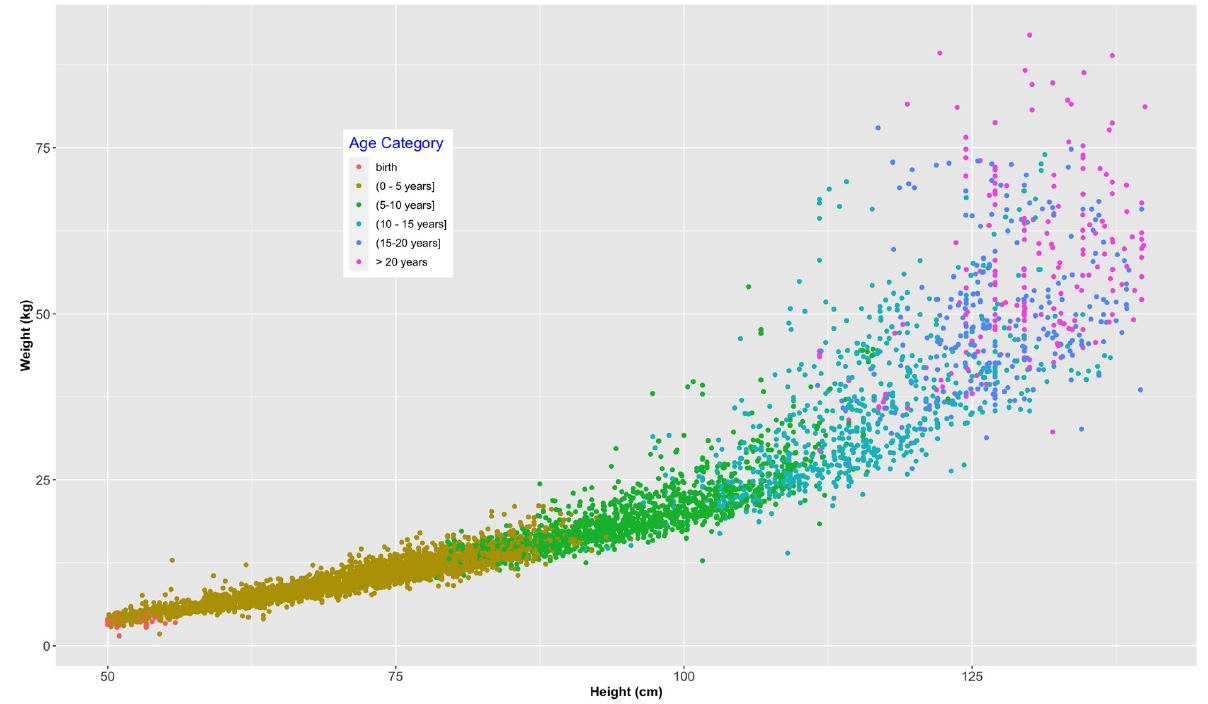 75
50
25
0
Weight (kg)
Age Category
birth
(0 - 5 years]
(5-10 years]
(10 - 15 years]
(15-20 years]
> 20 years
50
75
100
125
Height (cm)